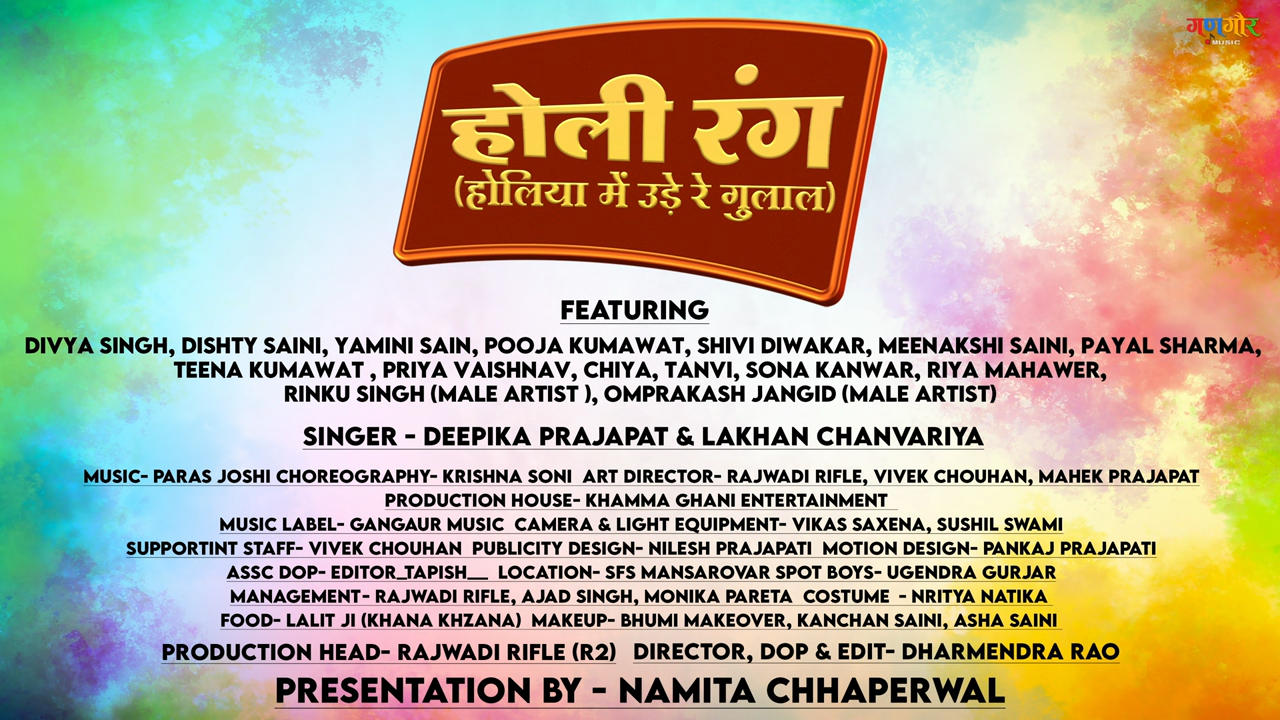 गणगौर
MUSIC
होली रंग
(होलिया में उड़े रे गुलाल)
FEATURING
DIVYA SINGH, DISHTY SAINI, YAMINI SAIN, POOJA KUMAWAT, SHIVI DIWAKAR, MEENAKSHI SAINI, PAYAL SHARMA,
TEENA KUMAWAT , PRIYA VAISHNAV, CHIYA, TANVI, SONA KANWAR, RIYA MAHAWER,
RINKU SINGH (MALE ARTIST ), OMPRAKASH JANGID (MALE ARTIST)
SINGER - DEEPIKA PRAJAPAT & LAKHAN CHANVARIYA
MUSIC- PARAS JOSHI CHOREOGRAPHY- KRISHNA SONI  ART DIRECTOR- RAJWADI RIFLE, VIVEK CHOUHAN, MAHEK PRAJAPAT
PRODUCTION HOUSE- KHAMMA GHANI ENTERTAINMENT
MUSIC LABEL- GANGAUR MUSIC  CAMERA & LIGHT EQUIPMENT- VIKAS SAXENA, SUSHIL SWAMI
SUPPORTINT STAFF- VIVEK CHOUHAN  PUBLICITY DESIGN- NILESH PRAJAPATI  MOTION DESIGN- PANKAJ PRAJAPATI
ASSC DOP- EDITOR_TAPISH__  LOCATION- SFS MANSAROVAR SPOT BOYS- UGENDRA GURJAR
MANAGEMENT- RAJWADI RIFLE, AJAD SINGH, MONIKA PARETA  COSTUME  - NRITYA NATIKA
FOOD- LALIT JI (KHANA KHZANA)  MAKEUP- BHUMI MAKEOVER, KANCHAN SAINI, ASHA SAINI
PRODUCTION HEAD- RAJWADI RIFLE (R2)  DIRECTOR, DOP & EDIT- DHARMENDRA RAO
PRESENTATION BY - NAMITA CHHAPERWAL